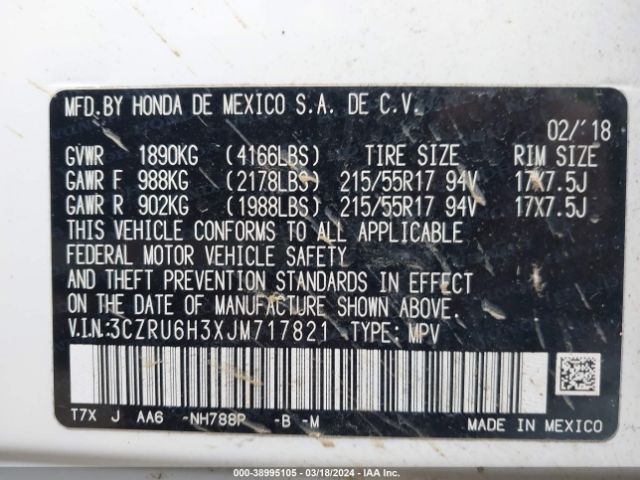 MFD. BY HONDA DE MEXICO S.A. DE C.V.
02/18
GVWR 1890KG (4166LBS) TIRE SIZE RIM SIZE
GAWR F 988KG (2178LBS) 215/55R17 94V 17X7.5J
GAWR R 902KG (1988LBS) 215/55R17 94V 17X7.5J
THIS VEHICLE CONFORMS TO ALL APPLICABLE
FEDERAL MOTOR VEHICLE SAFETY
AND THEFT PREVENTION STANDARDS IN EFFECT
ON THE DATE OF MANUFACTURE SHOWN ABOVE.
V.I.N:3CZRU6H3XJM717821 TYPE: MPV
T7X J AA6 -NH788P -B -M MADE IN MEXICO
000-38995105 - 03/18/2024 - IAA Inc.